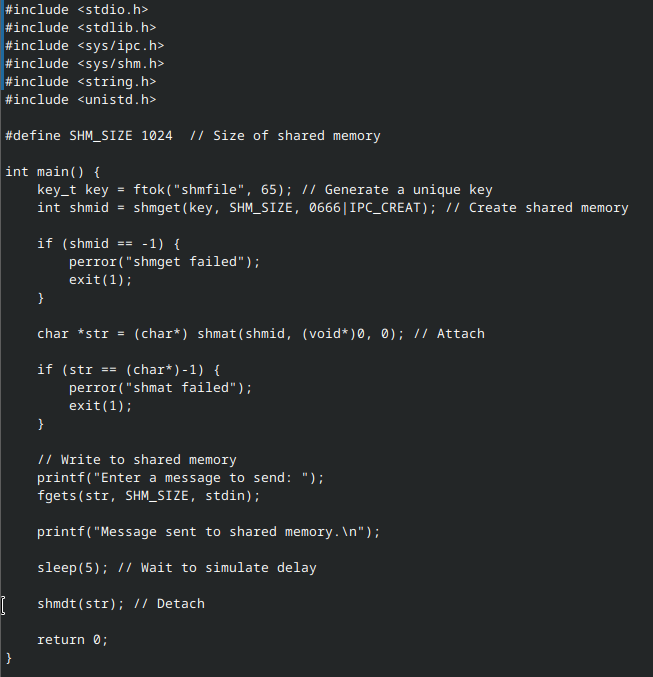 #include <stdio.h>
#include <stdlib.h>
#include <sys/ipc.h>
#include <sys/shm.h>
#include <string.h>
#include <unistd.h>

#define SHM_SIZE 1024  // Size of shared memory

int main() {
    key_t key = ftok("shmfile", 65); // Generate a unique key
    int shmid = shmget(key, SHM_SIZE, 0666|IPC_CREAT); // Create shared memory

    if (shmid == -1) {
        perror("shmget failed");
        exit(1);
    }

    char *str = (char*) shmat(shmid, (void*)0, 0); // Attach

    if (str == (char*)-1) {
        perror("shmat failed");
        exit(1);
    }

    // Write to shared memory
    printf("Enter a message to send: ");
    fgets(str, SHM_SIZE, stdin);

    printf("Message sent to shared memory.\n");

    sleep(5); // Wait to simulate delay

    shmdt(str); // Detach

    return 0;
}